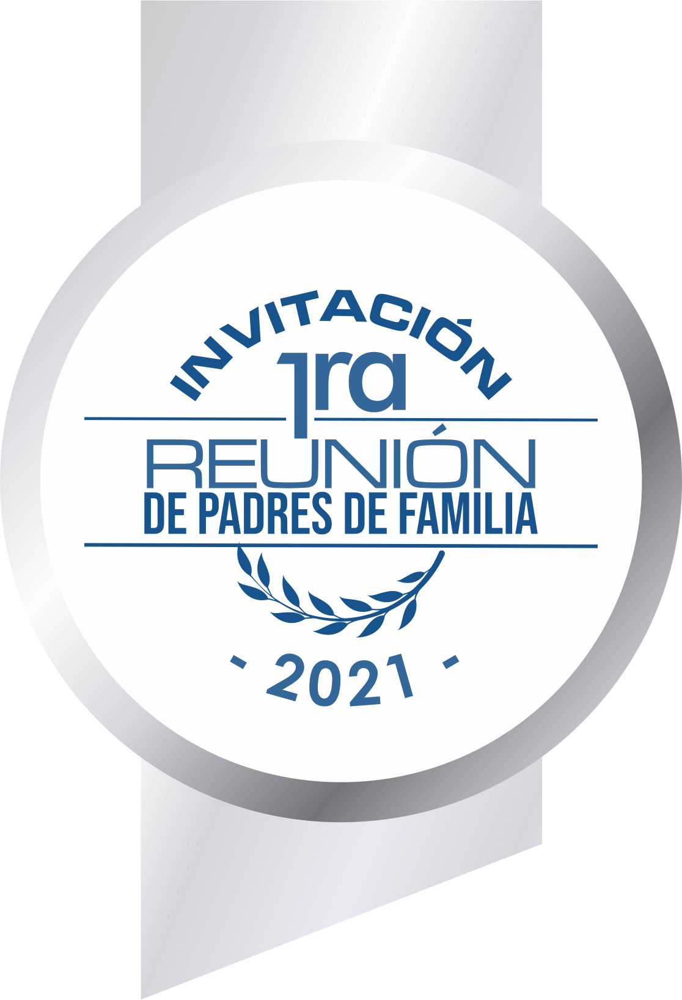 INVITACIÓN
1ra
REUNIÓN
DE PADRES DE FAMILIA
- 2021 -